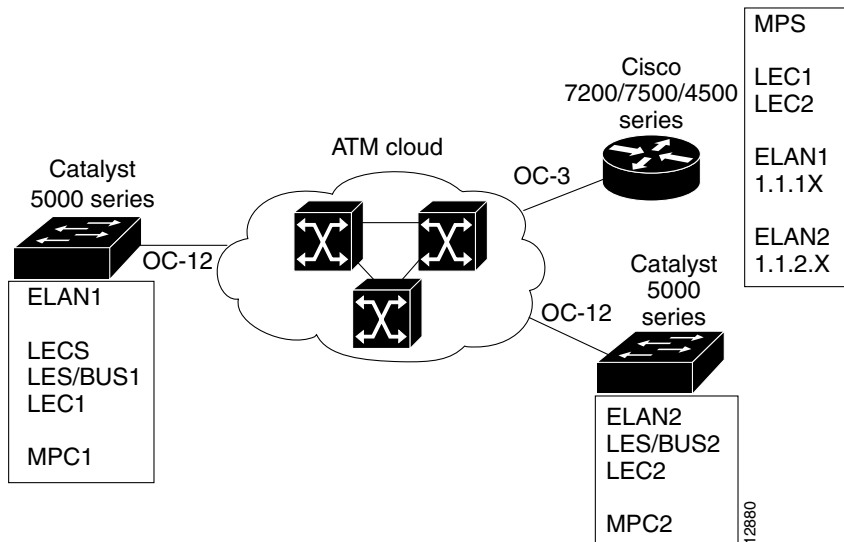 MPS
LEC1
LEC2
ELAN1
1.1.1X
ELAN2
1.1.2.X
Cisco
7200/7500/4500
series
ATM cloud
OC-3
Catalyst
5000 series
OC-12
ELAN1
LECS
LES/BUS1
LEC1
MPC1
OC-12
Catalyst
5000
series
ELAN2
LES/BUS2
LEC2
MPC2
12880